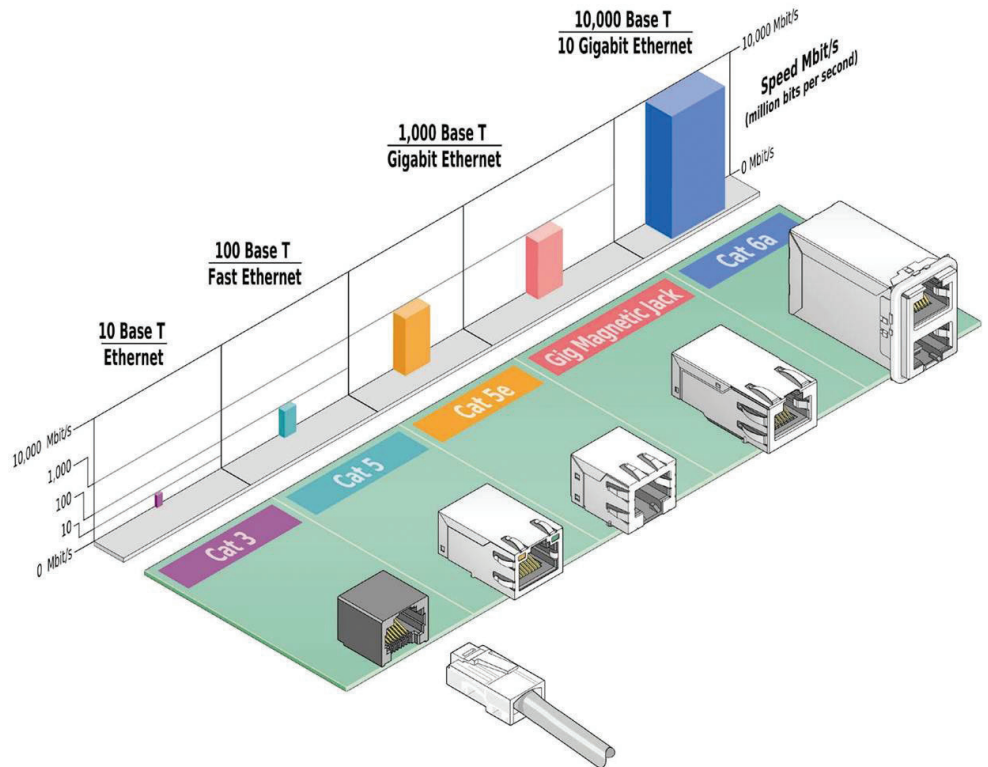 10,000 Base T
10 Gigabit Ethernet
10,000 Mbit/s
Speed Mbit/s
(million bits per second)
0 Mbit/s
1,000 Base T
Gigabit Ethernet
100 Base T
Fast Ethernet
10 Base T
Ethernet
10,000 Mbit/s
1,000
100
10
0 Mbit/s
Cat 3
Cat 5
Cat 5e
Gig Magnetic Jack
Cat 6a